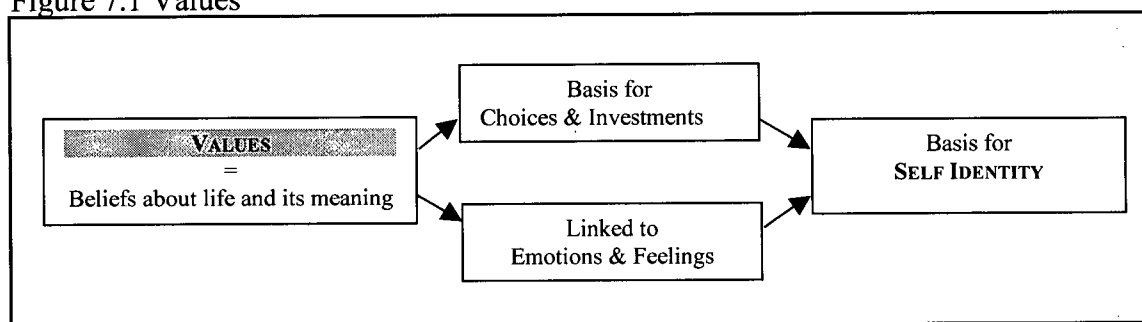 Figure 7.1 Values
VALUES
=
Beliefs about life and its meaning
Basis for
Choices & Investments
Linked to
Emotions & Feelings
Basis for
SELF IDENTITY